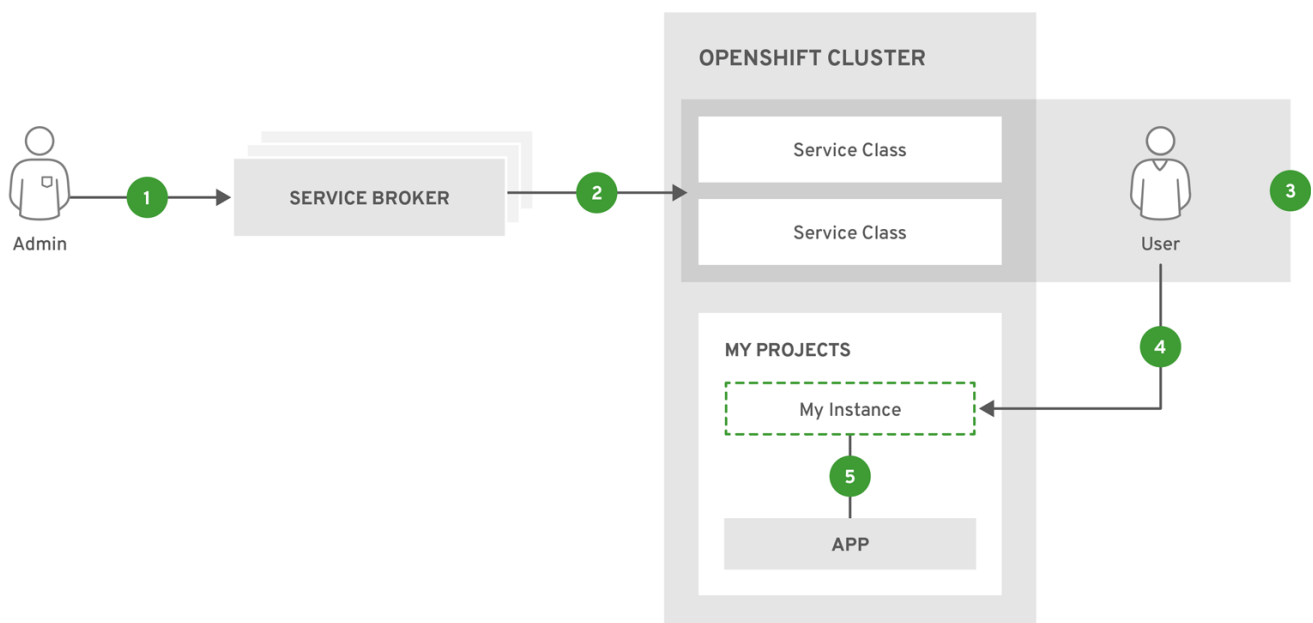 OPENSHIFT CLUSTER
Service Class
1
SERVICE BROKER
2
3
Service Class
Admin
User
MY PROJECTS
4
My Instance
5
APP